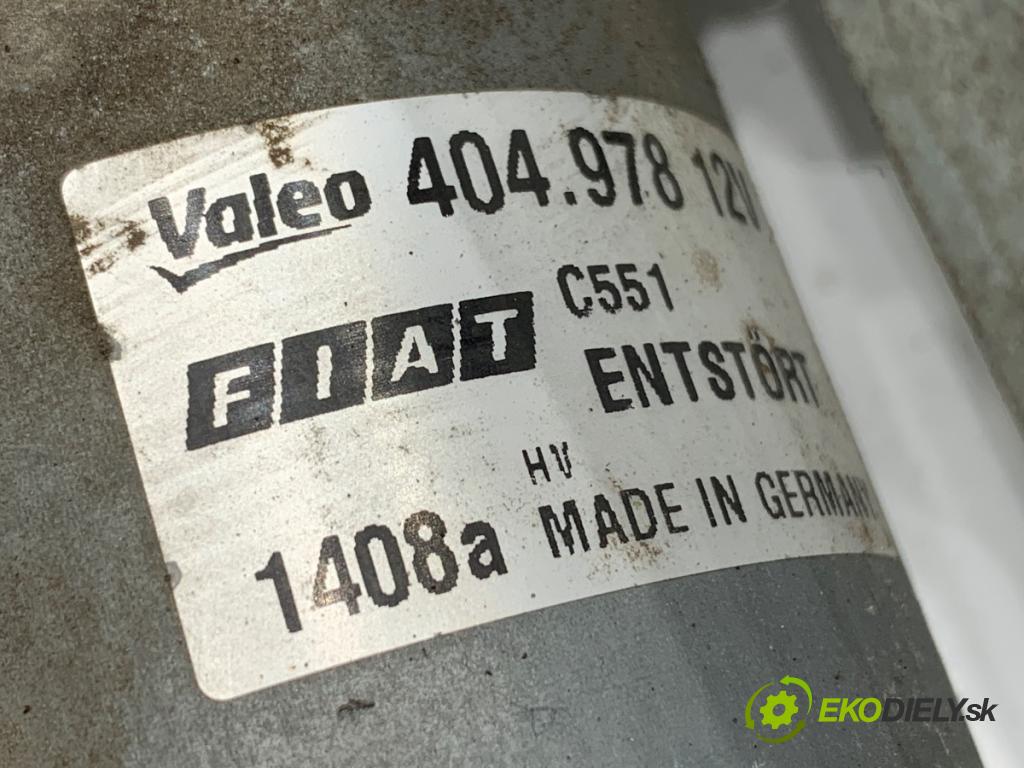 Valeo 404.978 12V
C551
FIAT
ENTSTÖRT
HV
1408a MADE IN GERMANY
EKODIELY.sk